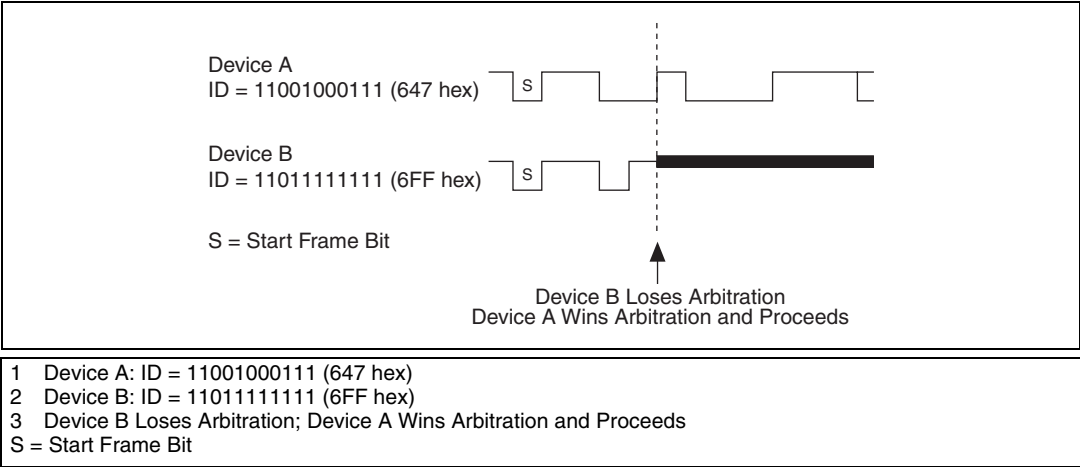 Device A
ID = 11001000111 (647 hex)
S
Device B
ID = 11011111111 (6FF hex)
S
S = Start Frame Bit
Device B Loses Arbitration
Device A Wins Arbitration and Proceeds
1 Device A: ID = 11001000111 (647 hex)
2 Device B: ID = 11011111111 (6FF hex)
3 Device B Loses Arbitration; Device A Wins Arbitration and Proceeds
S = Start Frame Bit